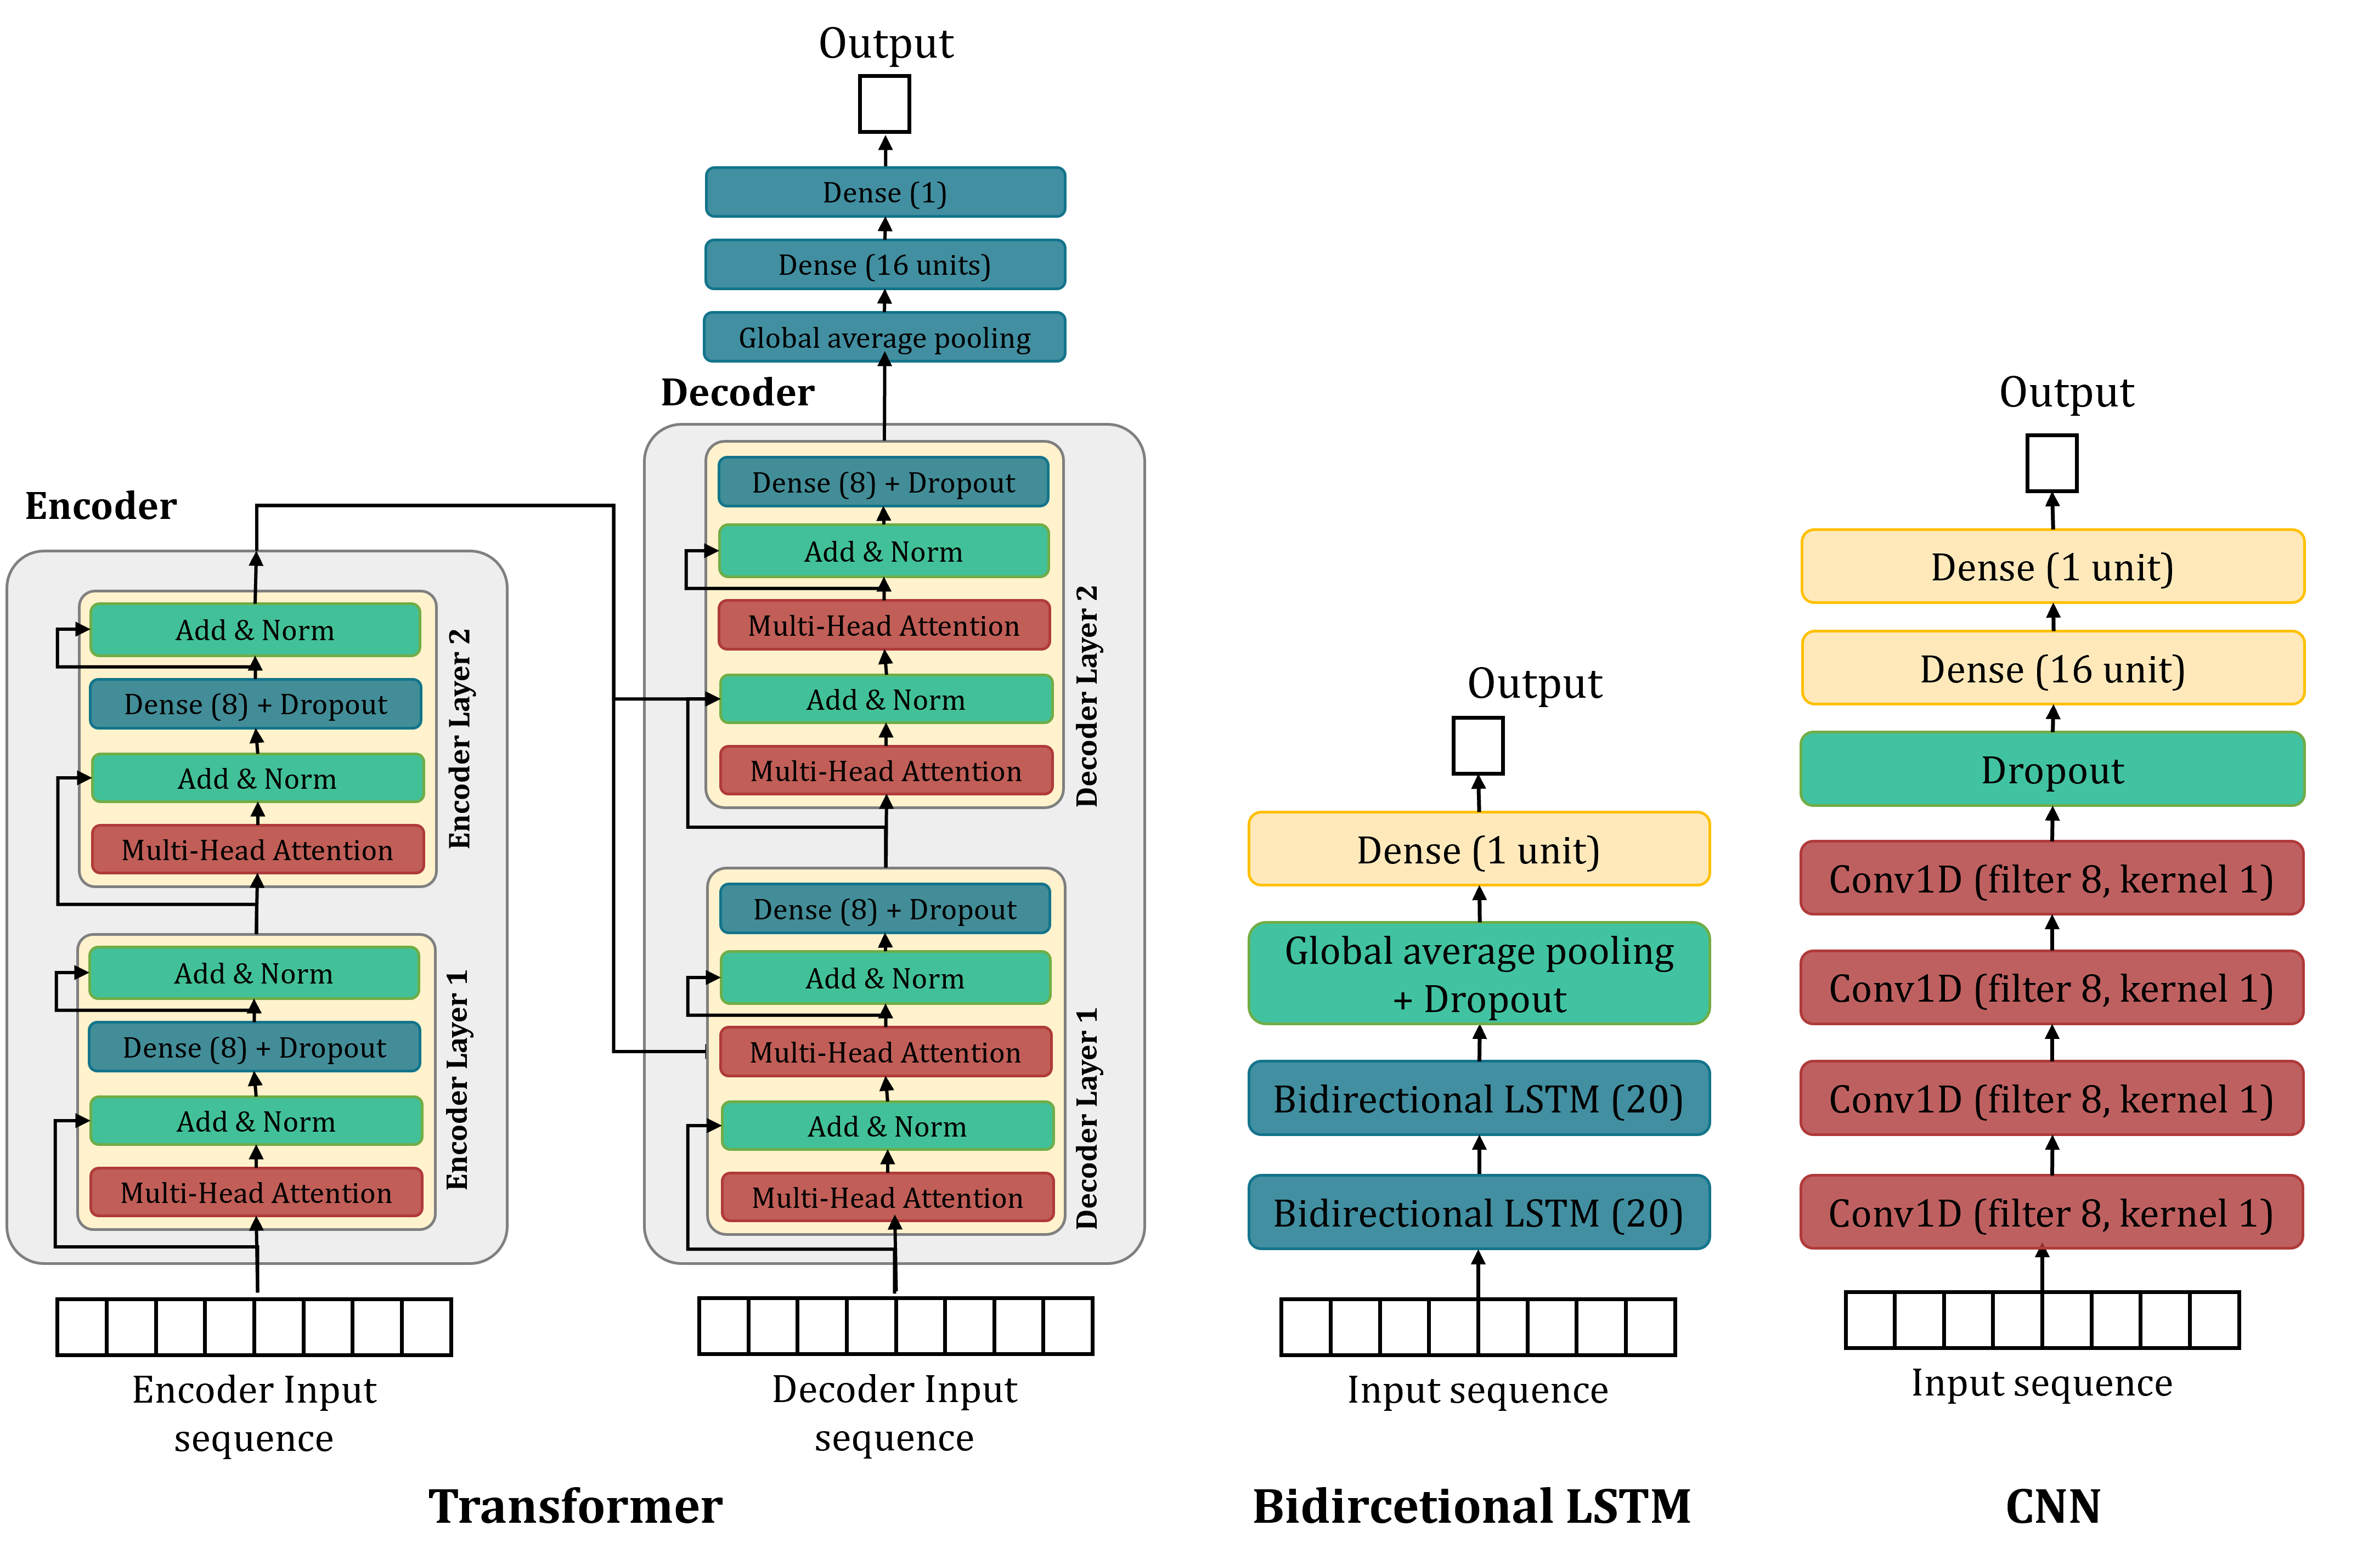 Output
Dense (1)
Dense (16 units)
Global average pooling
Decoder
Dense (8) + Dropout
Add & Norm
Multi-Head Attention
Add & Norm
Multi-Head Attention
Decoder Layer 2
Dense (8) + Dropout
Add & Norm
Multi-Head Attention
Add & Norm
Multi-Head Attention
Decoder Layer 1
Decoder Input
sequence
Encoder
Add & Norm
Dense (8) + Dropout
Add & Norm
Multi-Head Attention
Encoder Layer 2
Add & Norm
Dense (8) + Dropout
Add & Norm
Multi-Head Attention
Encoder Layer 1
Encoder Input
sequence
Transformer
Output
Dense (1 unit)
Global average pooling
+ Dropout
Bidirectional LSTM (20)
Bidirectional LSTM (20)
Input sequence
Bidircetional LSTM
Output
Dense (1 unit)
Dense (16 unit)
Dropout
Conv1D (filter 8, kernel 1)
Conv1D (filter 8, kernel 1)
Conv1D (filter 8, kernel 1)
Conv1D (filter 8, kernel 1)
Input sequence
CNN